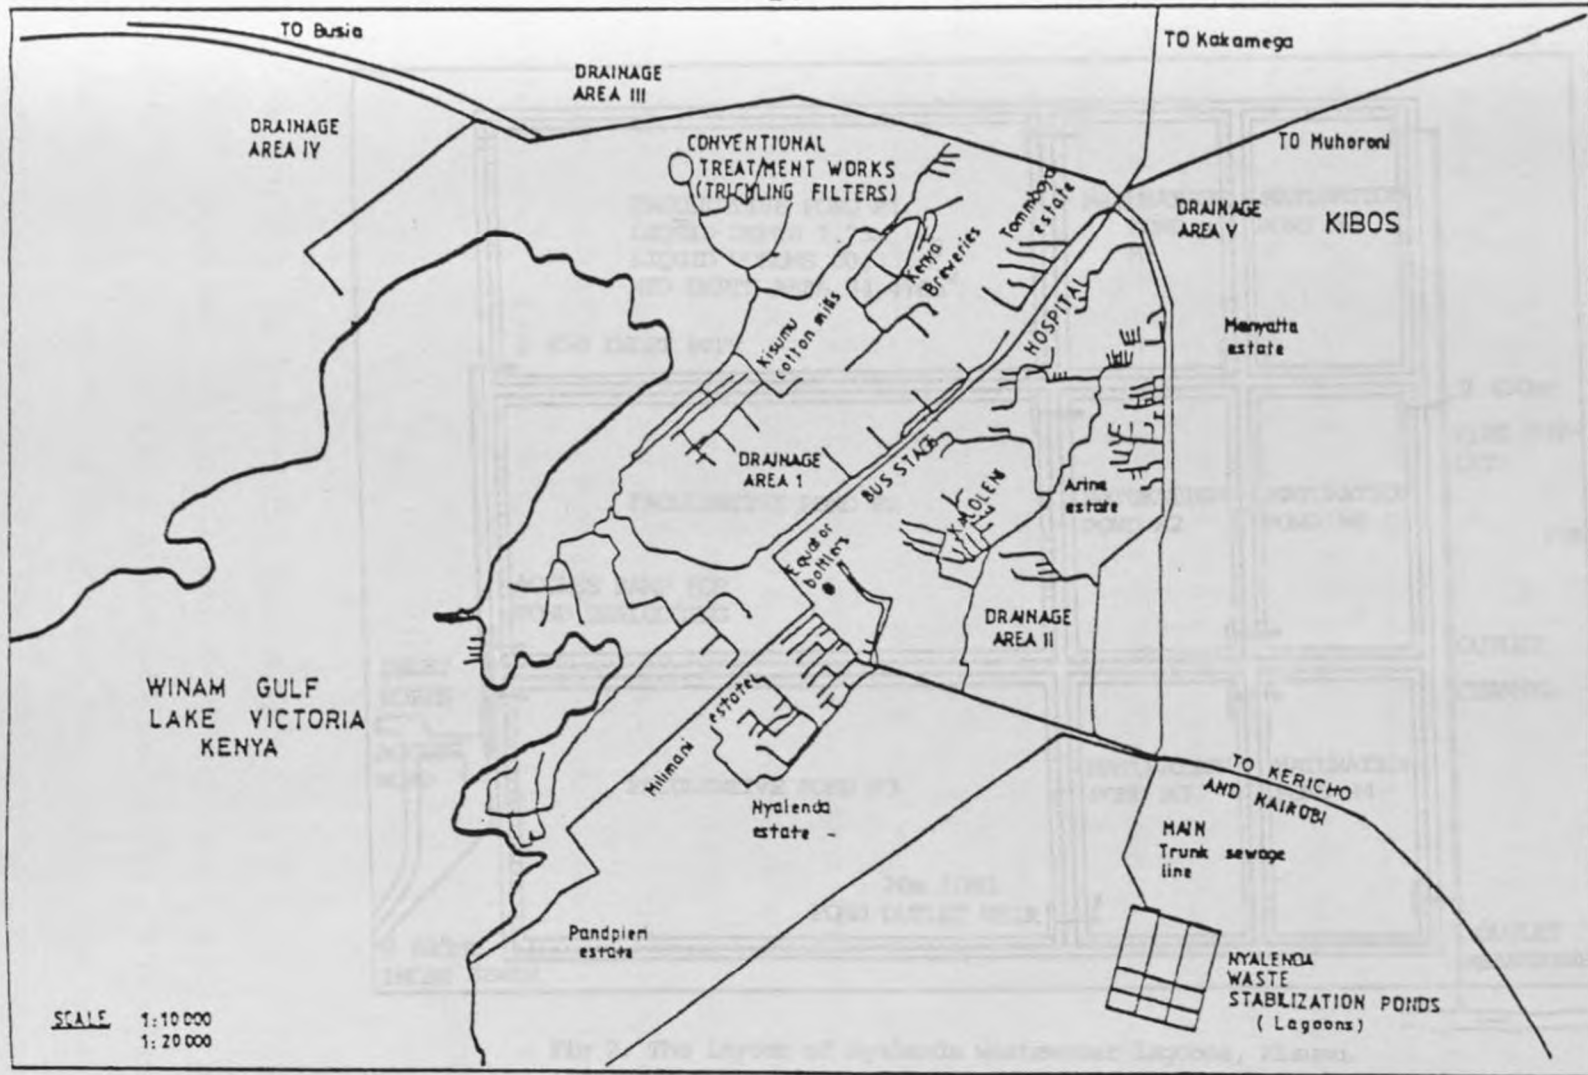 TO Busia
TO Kakamega
DRAINAGE
AREA III
DRAINAGE
AREA IV
TO Muhoroni
CONVENTIONAL
TREATMENT WORKS
(TRICKLING FILTERS)
Tommboya
estate
DRAINAGE
AREA V
KIBOS
Kenya
Breweries
Kisumu
cotton mills
HOSPITAL
Manyatta
estate
DRAINAGE
AREA I
BUS STAGE
KALOLENI
Arina
estate
Equator
bottlers
DRAINAGE
AREA II
WINAM GULF
LAKE VICTORIA
KENYA
Milimani estate
Nyalenda
estate
TO KERICHO
AND NAIROBI
MAIN
Trunk sewage
line
Pandpieri
estate
NYALENDA
WASTE
STABILIZATION PONDS
(Lagoons)
SCALE 1:10 000
1:20 000
Fig 2. The Layout of Nyalenda Wastewater Lagoons, Kisumu